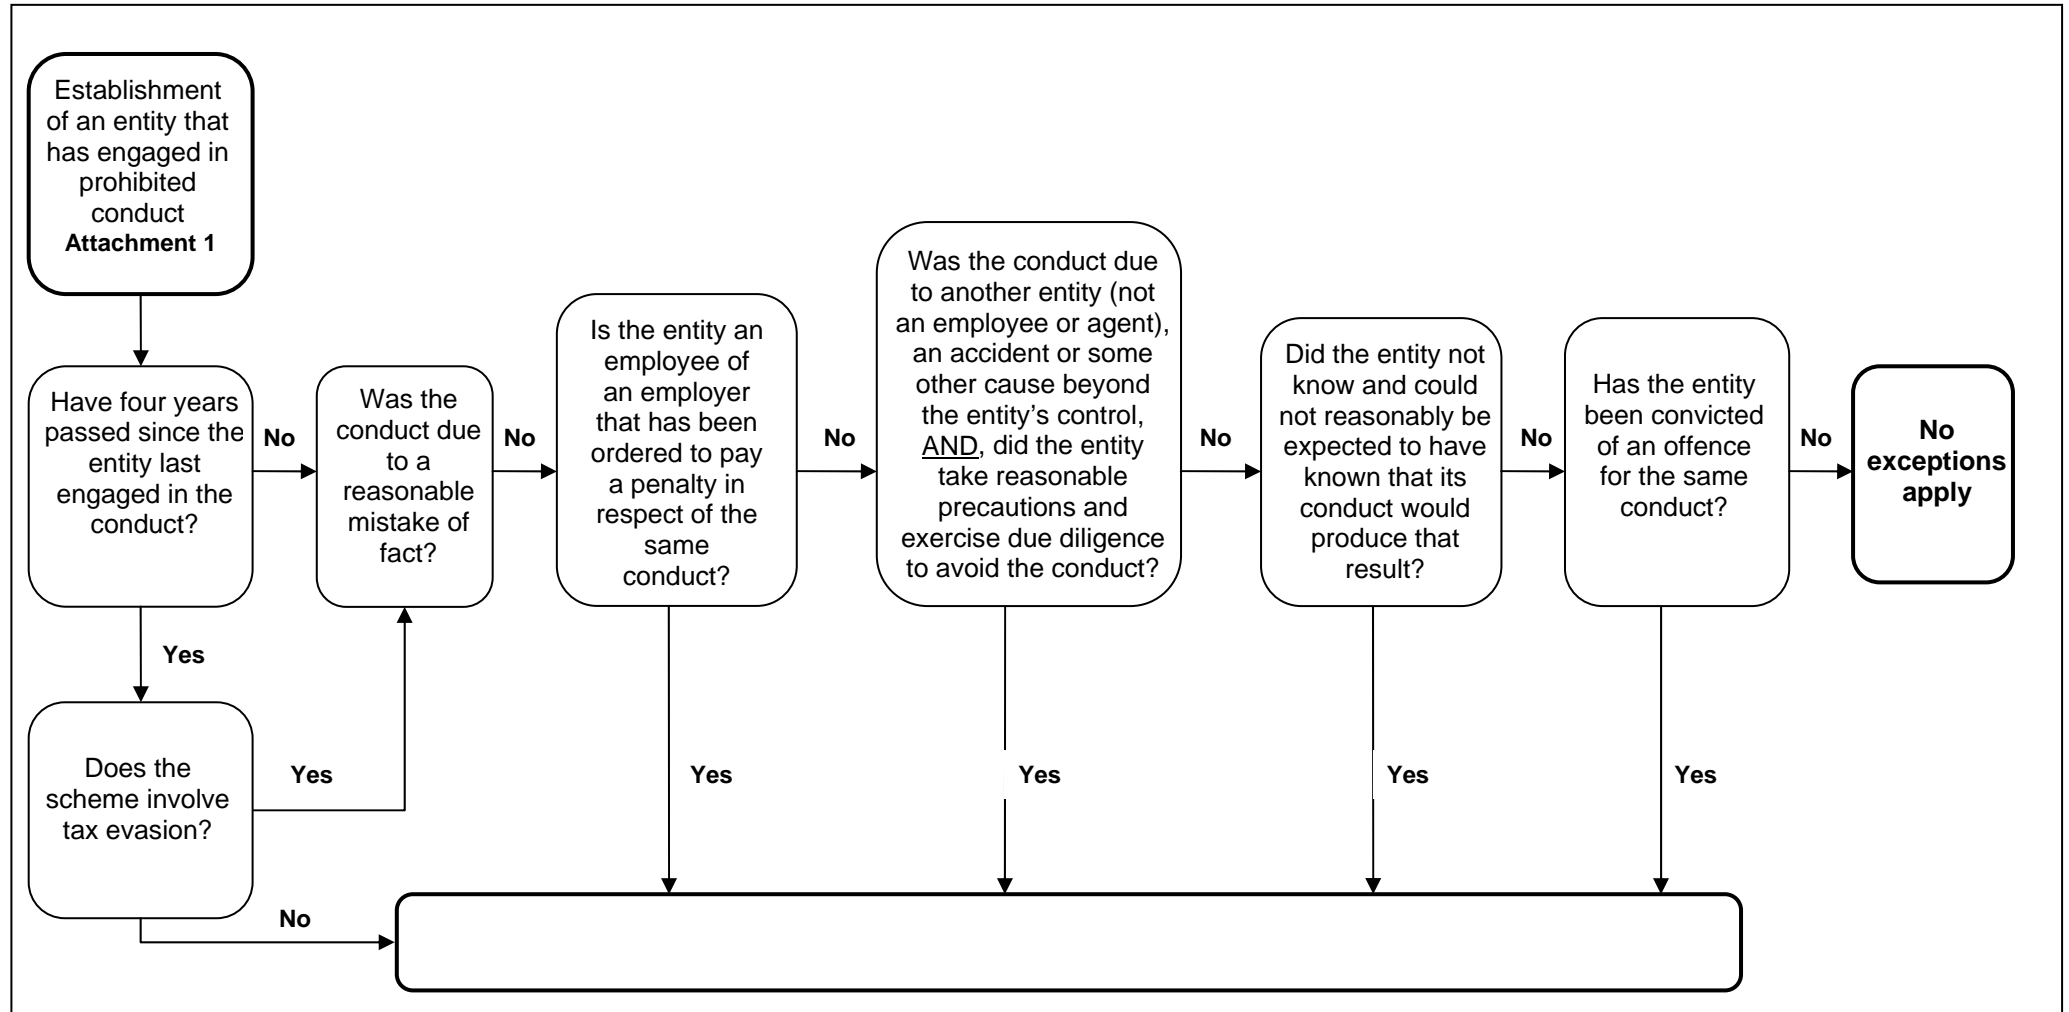 Establishment
of an entity that
has engaged in
prohibited
conduct
Attachment 1
Have four years
passed since the
entity last
engaged in the
conduct?
No
Was the
conduct due
to a
reasonable
mistake of
fact?
No
Is the entity an
employee of
an employer
that has been
ordered to pay
a penalty in
respect of the
same
conduct?
No
Was the conduct due
to another entity (not
an employee or agent),
an accident or some
other cause beyond
the entity's control,
AND, did the entity
take reasonable
precautions and
exercise due diligence
to avoid the conduct?
No
Did the entity not
know and could
not reasonably be
expected to have
known that its
conduct would
produce that
result?
No
Has the entity
been convicted
of an offence
for the same
conduct?
No
No
exceptions
apply
Yes
Does the
scheme involve
tax evasion?
Yes
Yes
Yes
Yes
Yes
No